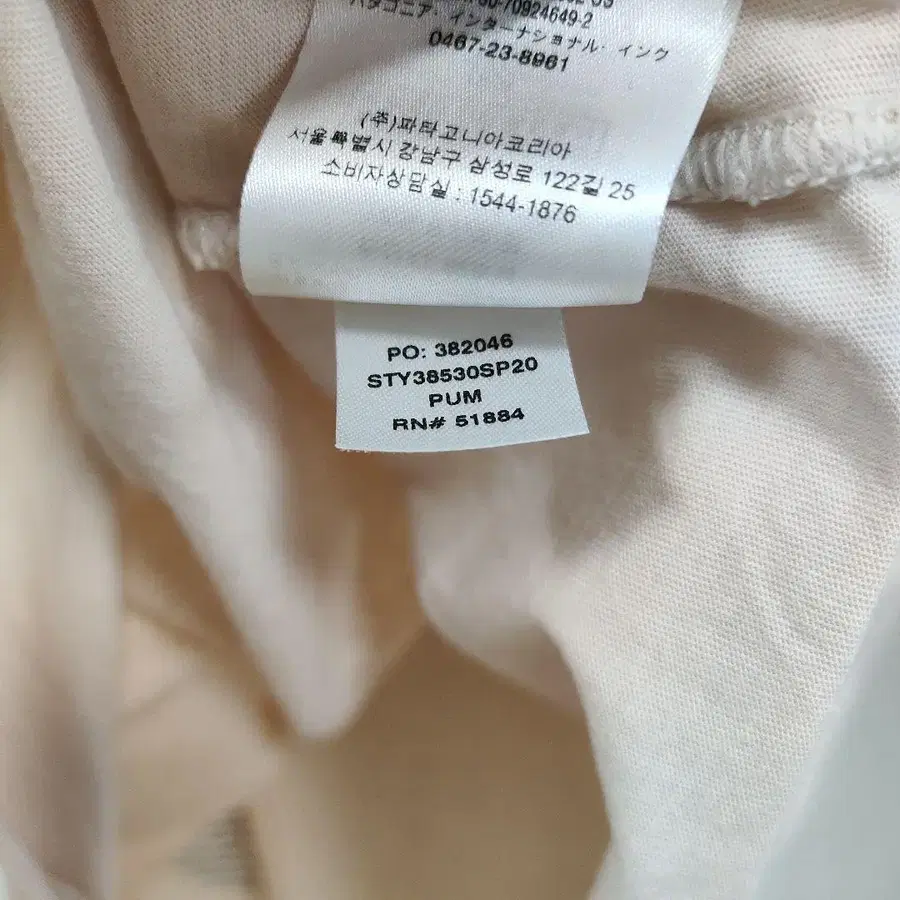 70924649-2
パタゴニア・インターナショナル・インク
0467-23-8961
(주)파타고니아코리아
서울특별시 강남구 삼성로 122길 25
소비자상담실 : 1544-1876
PO: 382046
STY38530SP20
PUM
RN# 51884